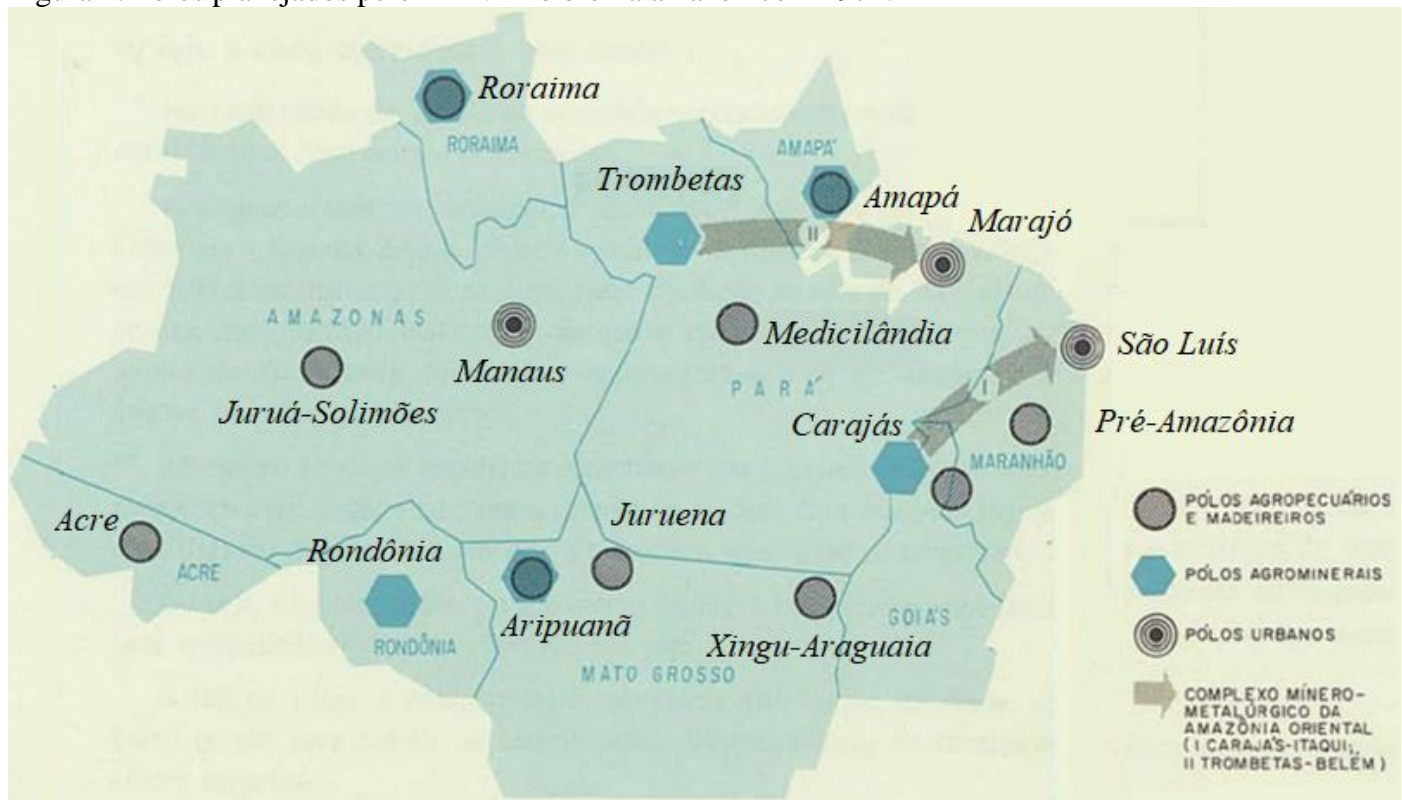 Roraima
RORAIMA
AMAPÁ
Trombetas
Amapá
Marajó
II
AMAZONAS
Manaus
Medicilândia
São Luís
Juruá-Solimões
PARÁ
I
Carajás
Pré-Amazônia
MARANHÃO
Acre
ACRE
Rondônia
RONDÔNIA
Juruena
Aripuanã
Xingu-Araguaia
GOIÁS
MATO GROSSO
PÓLOS AGROPECUÁRIOS
E MADEIREIROS
PÓLOS AGROMINERAIS
PÓLOS URBANOS
COMPLEXO MÍNERO-
METALÚRGICO DA
AMAZÔNIA ORIENTAL
(I CARAJÁS-ITAQUI;
II TROMBETAS-BELÉM)